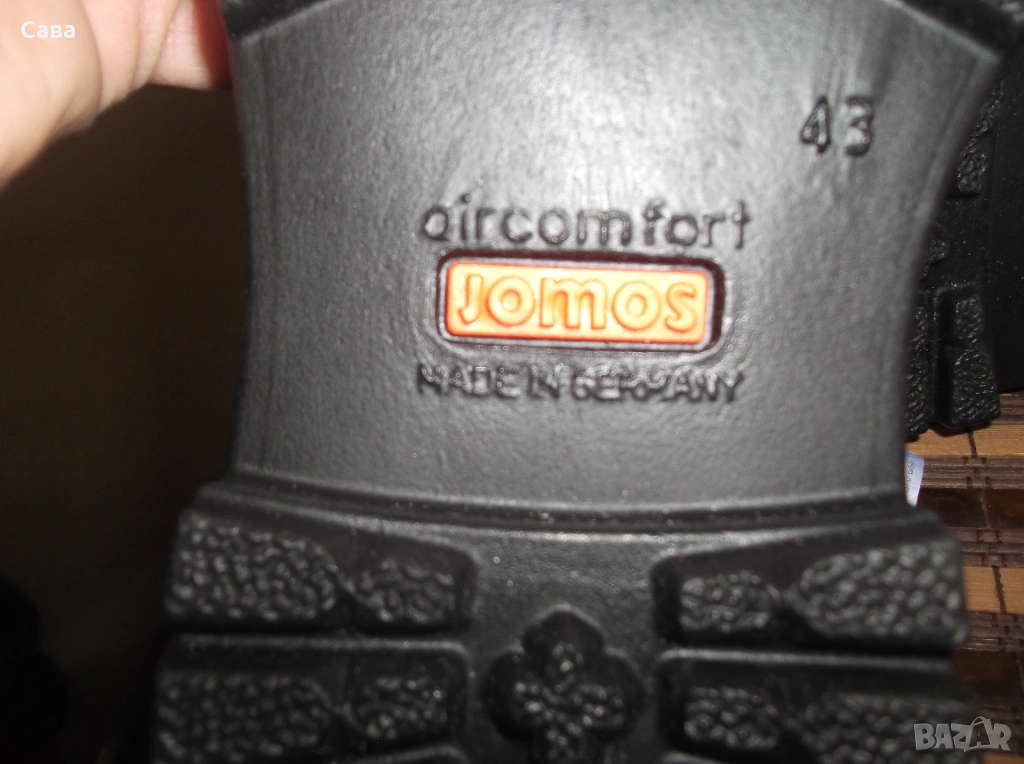 Сава
43
aircomfort
JOMOS
MADE IN GERMANY
BAZAR